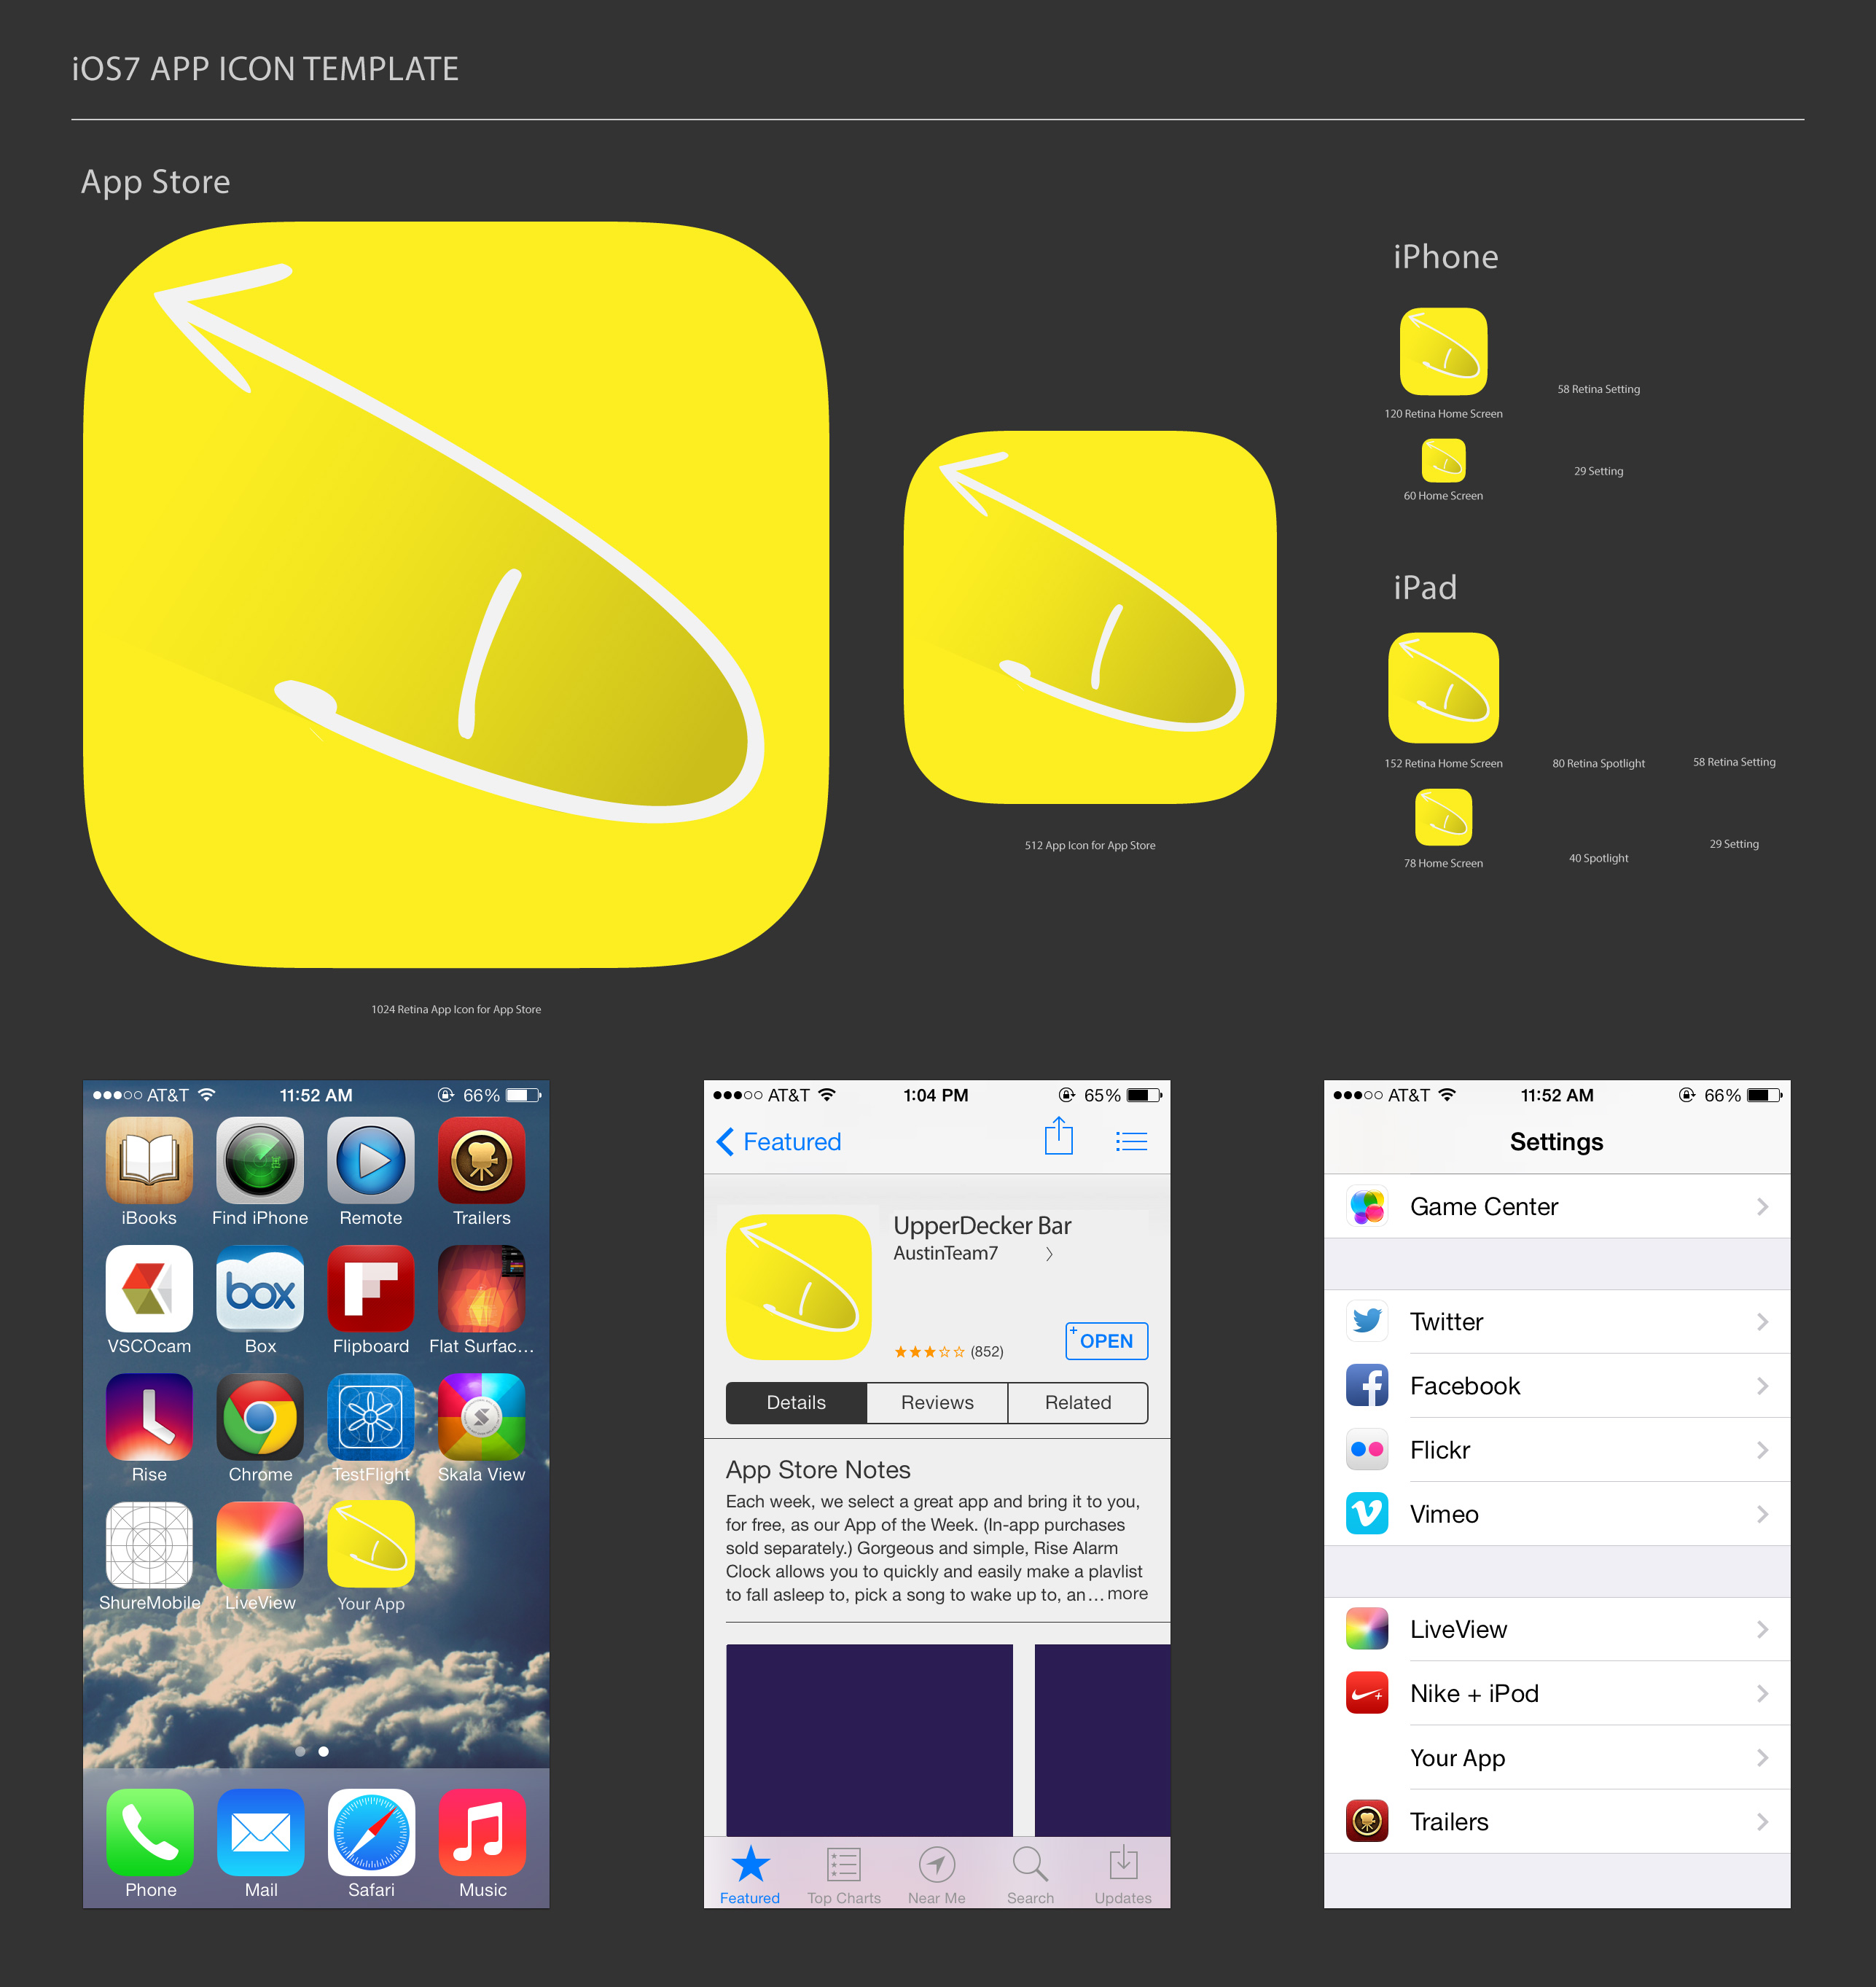 iOS7 APP ICON TEMPLATE
App Store
iPhone
58 Retina Setting
120 Retina Home Screen
29 Setting
60 Home Screen
iPad
152 Retina Home Screen
80 Retina Spotlight
58 Retina Setting
512 App Icon for App Store
78 Home Screen
40 Spotlight
29 Setting
1024 Retina App Icon for App Store
AT&T 11:52 AM 66%
iBooks Find iPhone Remote Trailers
box
VSCOcam Box Flipboard Flat Surfac...
Rise Chrome TestFlight Skala View
ShureMobile LiveView Your App
Phone Mail Safari Music
AT&T 1:04 PM 65%
Featured
UpperDecker Bar
AustinTeam7
(852)
+ OPEN
Details Reviews Related
App Store Notes
Each week, we select a great app and bring it to you,
for free, as our App of the Week. (In-app purchases
sold separately.) Gorgeous and simple, Rise Alarm
Clock allows you to quickly and easily make a playlist
to fall asleep to, pick a song to wake up to, an... more
Featured Top Charts Near Me Search Updates
AT&T 11:52 AM 66%
Settings
Game Center
Twitter
Facebook
Flickr
Vimeo
LiveView
Nike + iPod
Your App
Trailers